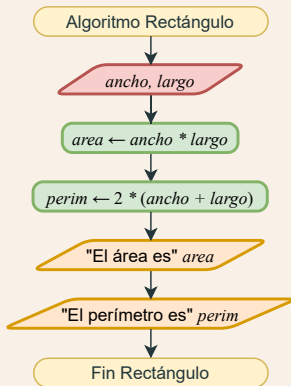 Algoritmo Rectángulo
ancho, largo
area ← ancho * largo
perim ← 2 * (ancho + largo)
"El área es" area
"El perímetro es" perim
Fin Rectángulo